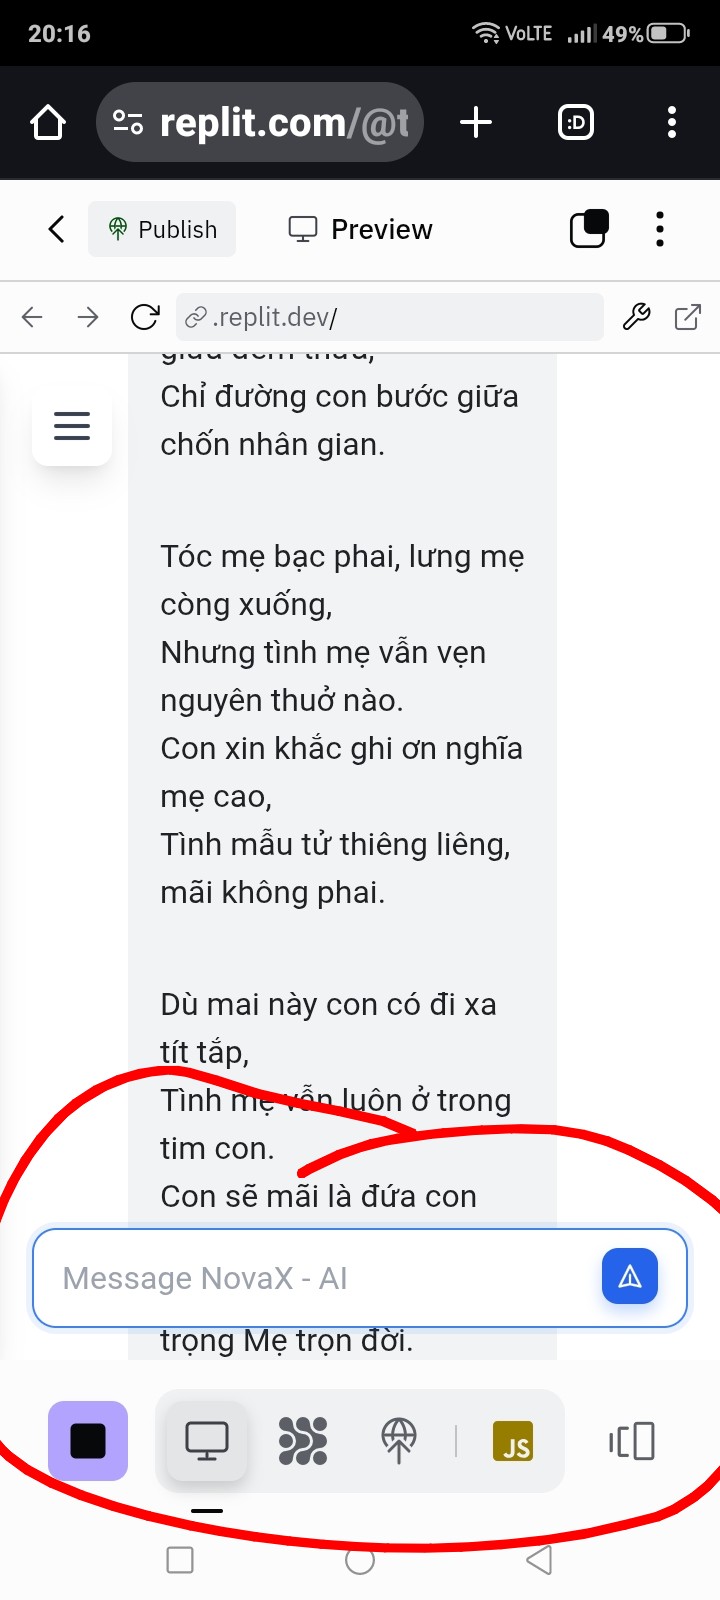 20:16
VoLTE 49%
:D
replit.com/@t
Publish
Preview
.replit.dev/
giữa đêm thâu,
Chỉ đường con bước giữa
chốn nhân gian.
Tóc mẹ bạc phai, lưng mẹ
còng xuống,
Nhưng tình mẹ vẫn vẹn
nguyên thuở nào.
Con xin khắc ghi ơn nghĩa
mẹ cao,
Tình mẫu tử thiêng liêng,
mãi không phai.
Dù mai này con có đi xa
tít tắp,
Tình mẹ vẫn luôn ở trong
tim con.
Con sẽ mãi là đứa con
Message NovaX - AI
trọng Mẹ trọn đời.
JS